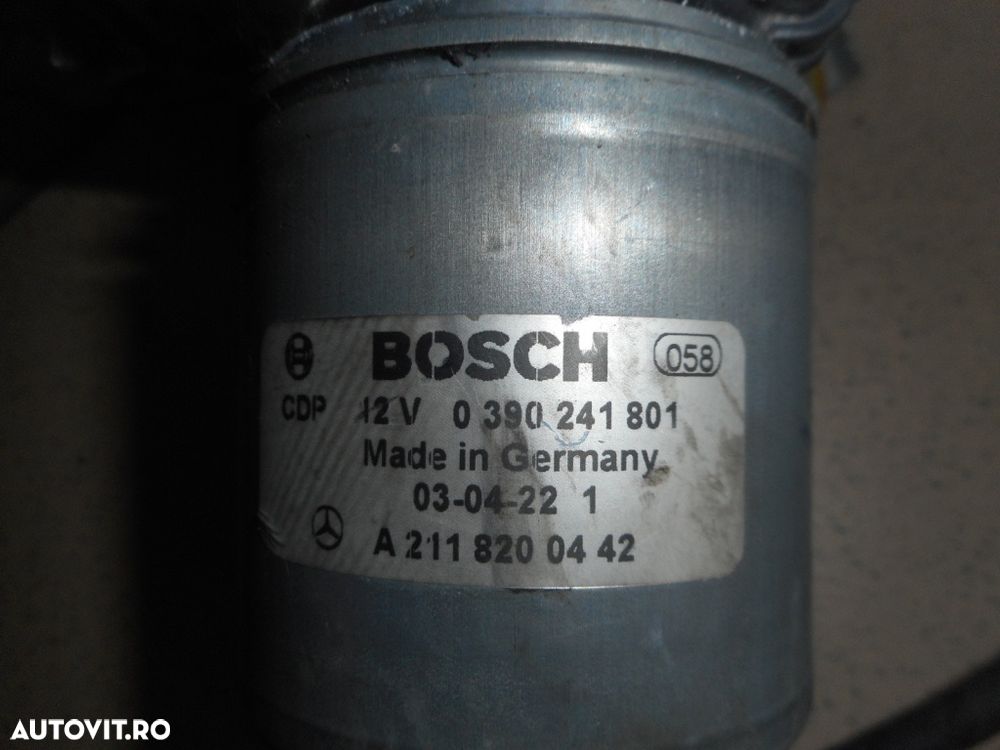 BOSCH 058
CDP 12 V 0 390 241 801
Made in Germany
03-04-22 1
A 211 820 04 42
AUTOVIT.RO